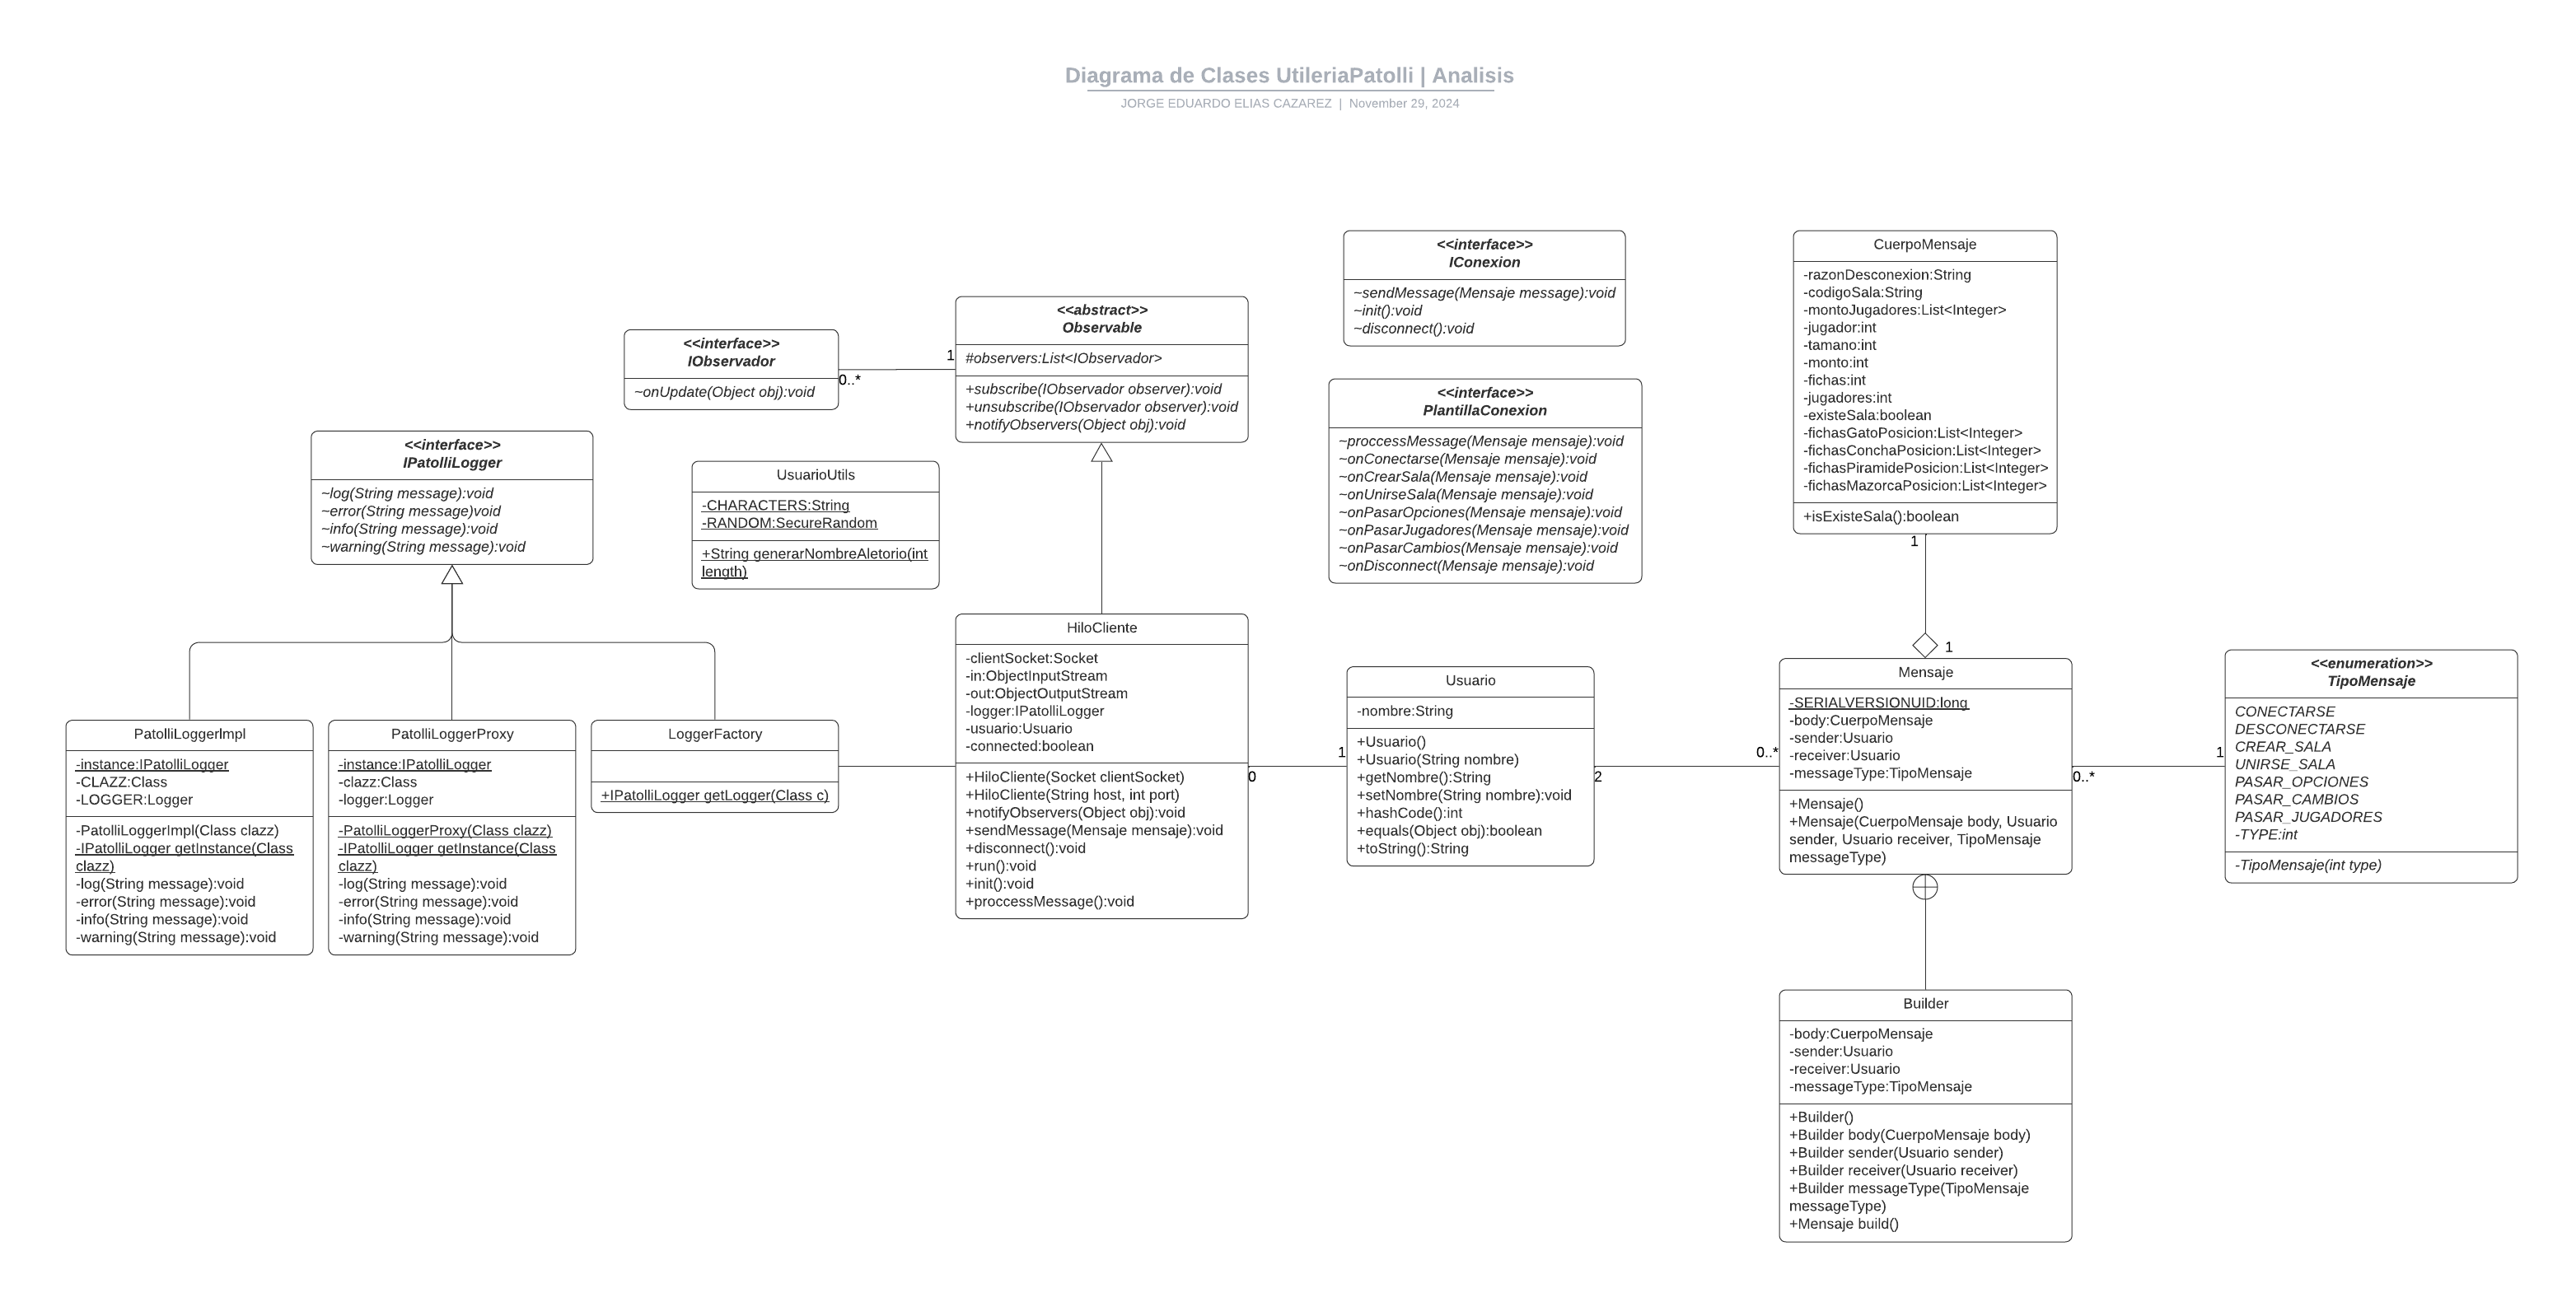 Diagrama de Clases UtileriaPatolli | Analisis
JORGE EDUARDO ELIAS CAZAREZ | November 29, 2024
<<interface>>
IPatolliLogger
~log(String message):void
~error(String message)void
~info(String message):void
~warning(String message):void
PatolliLoggerImpl
-instance:IPatolliLogger
-CLAZZ:Class
-LOGGER:Logger
-PatolliLoggerImpl(Class clazz)
-IPatolliLogger getInstance(Class
clazz)
-log(String message):void
-error(String message):void
-info(String message):void
-warning(String message):void
PatolliLoggerProxy
-instance:IPatolliLogger
-clazz:Class
-logger:Logger
-PatolliLoggerProxy(Class clazz)
-IPatolliLogger getInstance(Class
clazz)
-log(String message):void
-error(String message):void
-info(String message):void
-warning(String message):void
LoggerFactory
+IPatolliLogger getLogger(Class c)
<<interface>>
IObservador
~onUpdate(Object obj):void
0..*
1
<<abstract>>
Observable
#observers:List<IObservador>
+subscribe(IObservador observer):void
+unsubscribe(IObservador observer):void
+notifyObservers(Object obj):void
UsuarioUtils
-CHARACTERS:String
-RANDOM:SecureRandom
+String generarNombreAletorio(int
length)
HiloCliente
-clientSocket:Socket
-in:ObjectInputStream
-out:ObjectOutputStream
-logger:IPatolliLogger
-usuario:Usuario
-connected:boolean
+HiloCliente(Socket clientSocket)
+HiloCliente(String host, int port)
+notifyObservers(Object obj):void
+sendMessage(Mensaje mensaje):void
+disconnect():void
+run():void
+init():void
+proccessMessage():void
0
1
<<interface>>
IConexion
~sendMessage(Mensaje message):void
~init():void
~disconnect():void
<<interface>>
PlantillaConexion
~proccessMessage(Mensaje mensaje):void
~onConectarse(Mensaje mensaje):void
~onCrearSala(Mensaje mensaje):void
~onUnirseSala(Mensaje mensaje):void
~onPasarOpciones(Mensaje mensaje):void
~onPasarJugadores(Mensaje mensaje):void
~onPasarCambios(Mensaje mensaje):void
~onDisconnect(Mensaje mensaje):void
Usuario
-nombre:String
+Usuario()
+Usuario(String nombre)
+getNombre():String
+setNombre(String nombre):void
+hashCode():int
+equals(Object obj):boolean
+toString():String
2
0..*
CuerpoMensaje
-razonDesconexion:String
-codigoSala:String
-montoJugadores:List<Integer>
-jugador:int
-tamano:int
-monto:int
-fichas:int
-jugadores:int
-existeSala:boolean
-fichasGatoPosicion:List<Integer>
-fichasConchaPosicion:List<Integer>
-fichasPiramidePosicion:List<Integer>
-fichasMazorcaPosicion:List<Integer>
+isExisteSala():boolean
1
1
Mensaje
-SERIALVERSIONUID:long
-body:CuerpoMensaje
-sender:Usuario
-receiver:Usuario
-messageType:TipoMensaje
+Mensaje()
+Mensaje(CuerpoMensaje body, Usuario
sender, Usuario receiver, TipoMensaje
messageType)
0..*
1
<<enumeration>>
TipoMensaje
CONECTARSE
DESCONECTARSE
CREAR_SALA
UNIRSE_SALA
PASAR_OPCIONES
PASAR_CAMBIOS
PASAR_JUGADORES
-TYPE:int
-TipoMensaje(int type)
Builder
-body:CuerpoMensaje
-sender:Usuario
-receiver:Usuario
-messageType:TipoMensaje
+Builder()
+Builder body(CuerpoMensaje body)
+Builder sender(Usuario sender)
+Builder receiver(Usuario receiver)
+Builder messageType(TipoMensaje
messageType)
+Mensaje build()